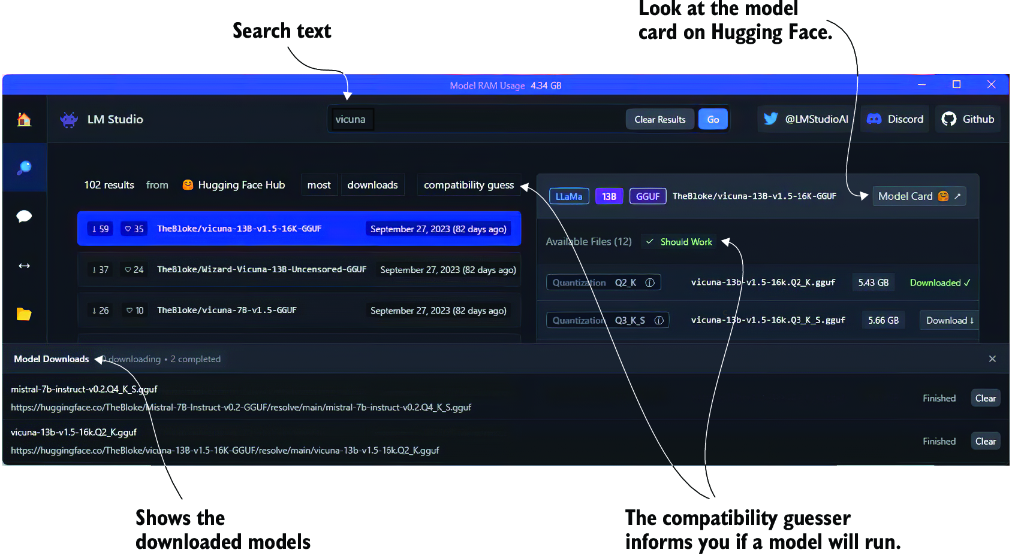 Search text
Look at the model
card on Hugging Face.
Model RAM Usage 4.34 GB
LM Studio
vicuna
Clear Results
Go
@LMStudioAI
Discord
Github
102 results from Hugging Face Hub most downloads compatibility guess
LLaMa 13B GGUF TheBloke/vicuna-13B-v1.5-16K-GGUF Model Card ↗
↓ 59 ♡ 35 TheBloke/vicuna-13B-v1.5-16K-GGUF September 27, 2023 (82 days ago)
Available Files (12) ✓ Should Work
↓ 37 ♡ 24 TheBloke/Wizard-Vicuna-13B-Uncensored-GGUF September 27, 2023 (82 days ago)
Quantization Q2_K ⓘ vicuna-13b-v1.5-16k.Q2_K.gguf 5.43 GB Downloaded ✓
↓ 26 ♡ 10 TheBloke/vicuna-7B-v1.5-GGUF September 27, 2023 (82 days ago)
Quantization Q3_K_S ⓘ vicuna-13b-v1.5-16k.Q3_K_S.gguf 5.66 GB Download ↓
Model Downloads downloading • 2 completed
mistral-7b-instruct-v0.2.Q4_K_S.gguf
https://huggingface.co/TheBloke/Mistral-7B-Instruct-v0.2-GGUF/resolve/main/mistral-7b-instruct-v0.2.Q4_K_S.gguf
Finished Clear
vicuna-13b-v1.5-16k.Q2_K.gguf
https://huggingface.co/TheBloke/vicuna-13B-v1.5-16K-GGUF/resolve/main/vicuna-13b-v1.5-16k.Q2_K.gguf
Finished Clear
Shows the
downloaded models
The compatibility guesser
informs you if a model will run.